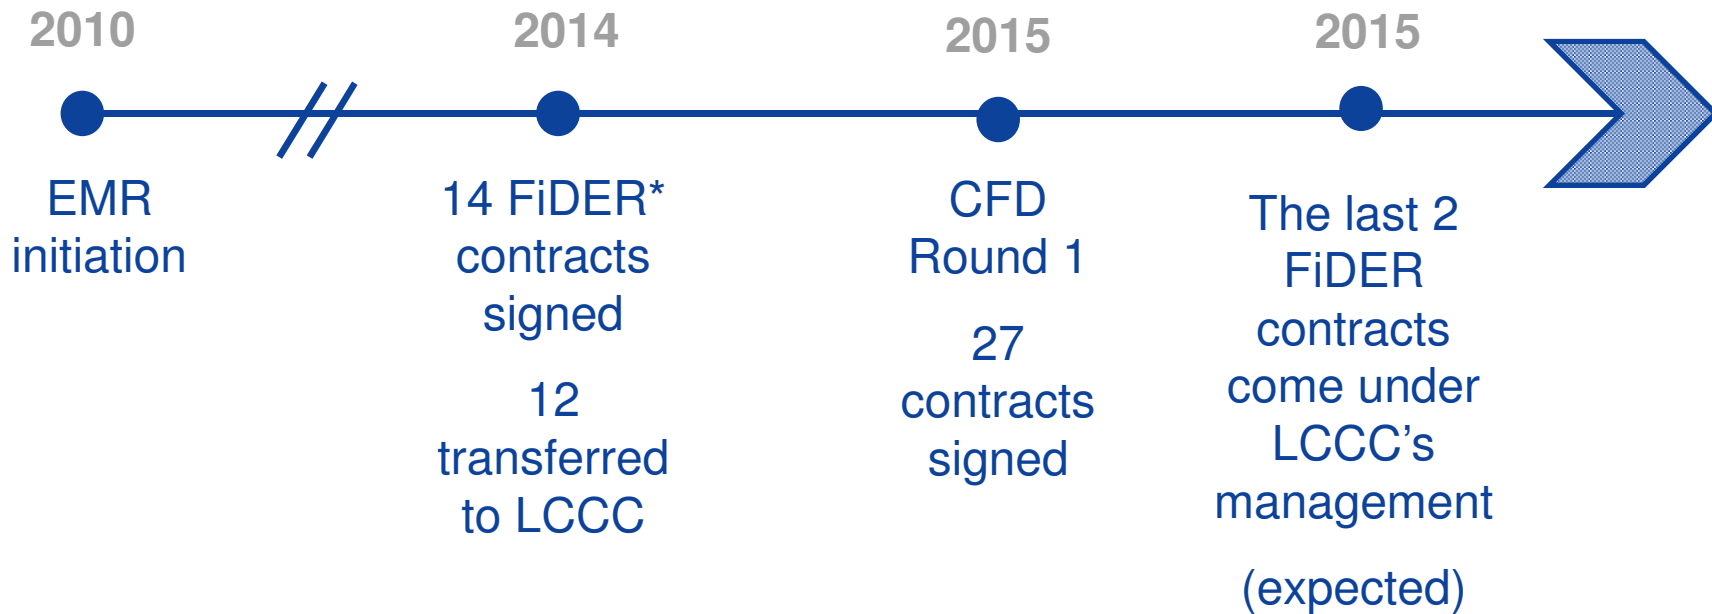 2010
EMR
initiation
2014
14 FiDER*
contracts
signed
12
transferred
to LCCC
2015
CFD
Round 1
27
contracts
signed
2015
The last 2
FiDER
contracts
come under
LCCC's
management
(expected)